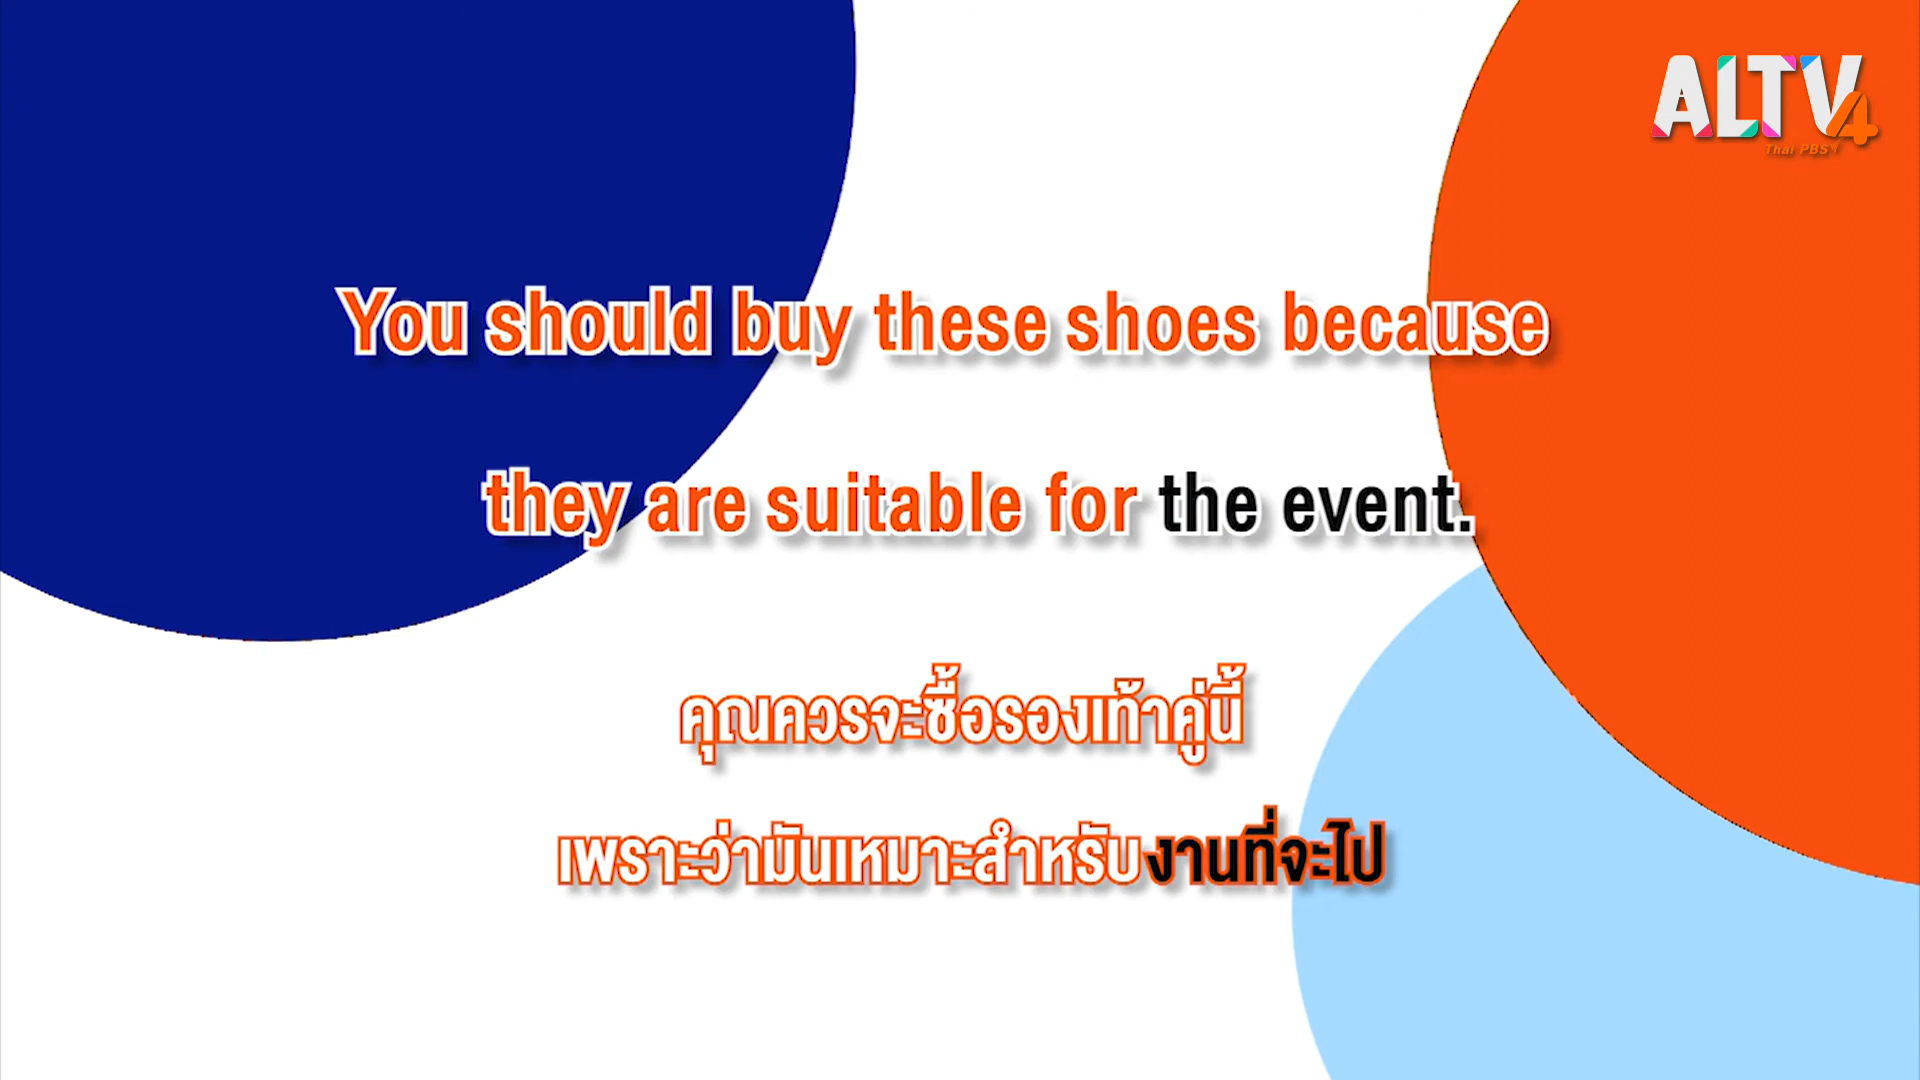 ALTV4
Thai PBS
You should buy these shoes because
they are suitable for the event.
คุณควรจะซื้อรองเท้าคู่นี้
เพราะว่ามันเหมาะสำหรับงานที่จะไป